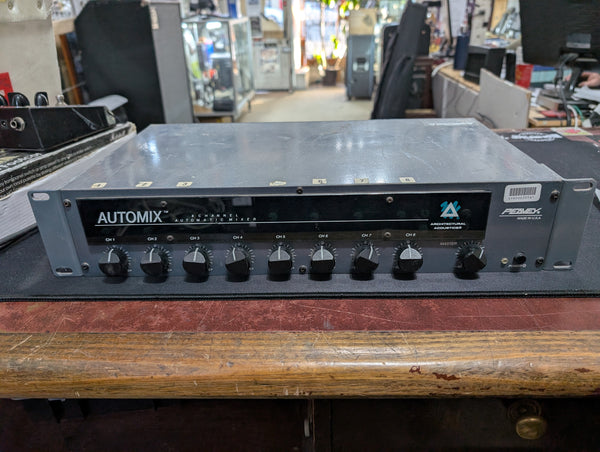 AUTOMIX™
8 CHANNEL
AUTOMATIC MIXER
ARCHITECTURAL
ACOUSTICS
PEAVEY
MADE IN U.S.A.
CH 1
CH 2
CH 3
CH 4
CH 5
CH 6
CH 7
CH 8
MASTER